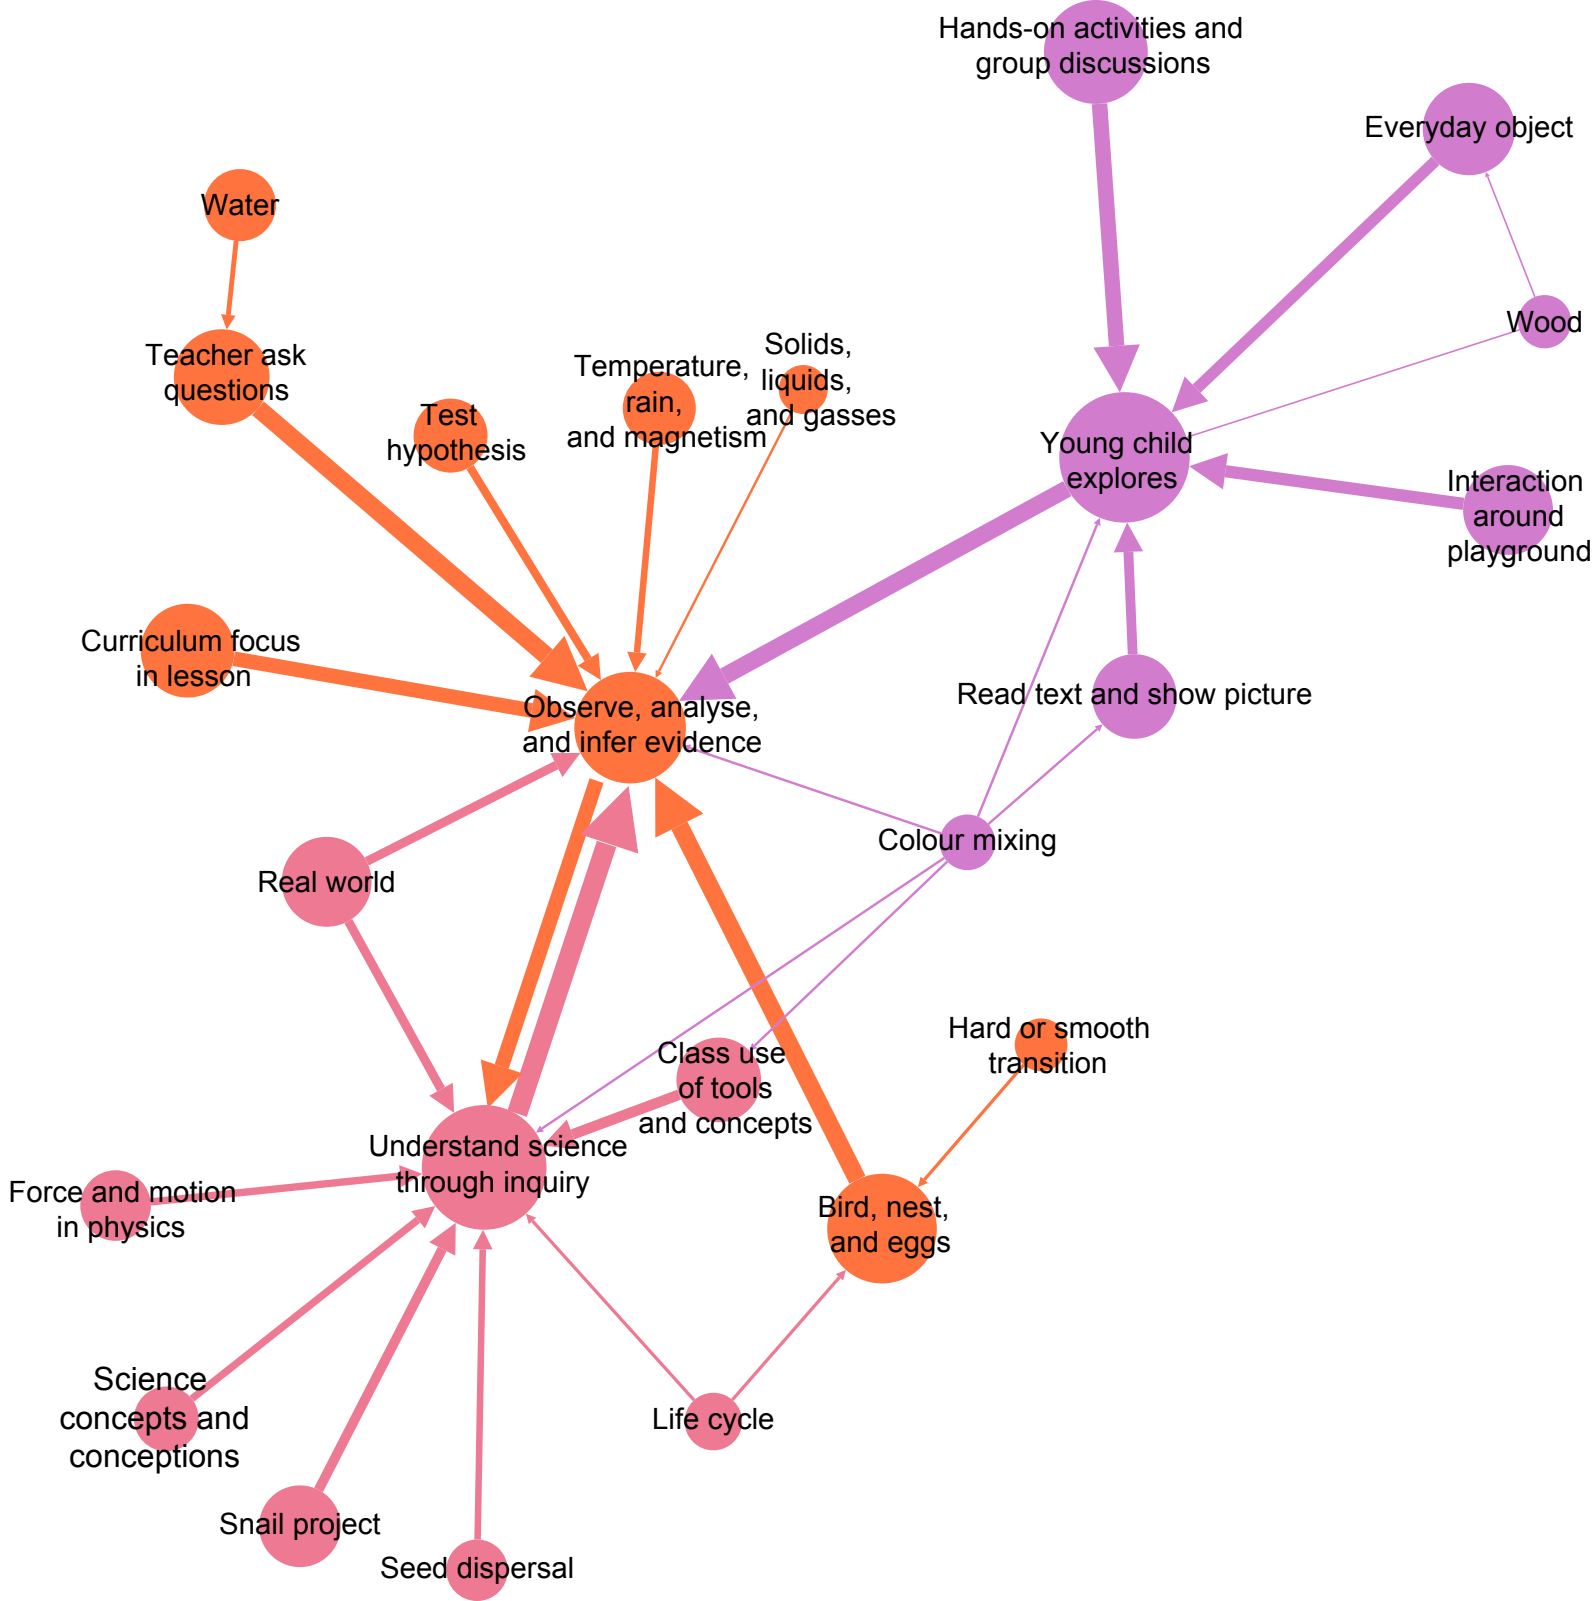 Hands-on activities and
group discussions
Everyday object
Water
Wood
Teacher ask
questions
Test
hypothesis
Temperature,
rain,
and magnetism
Solids,
liquids,
and gasses
Young child
explores
Interaction
around
playground
Curriculum focus
in lesson
Observe, analyse,
and infer evidence
Read text and show picture
Colour mixing
Real world
Class use
of tools
and concepts
Hard or smooth
transition
Understand science
through inquiry
Force and motion
in physics
Bird, nest,
and eggs
Science
concepts and
conceptions
Life cycle
Snail project
Seed dispersal